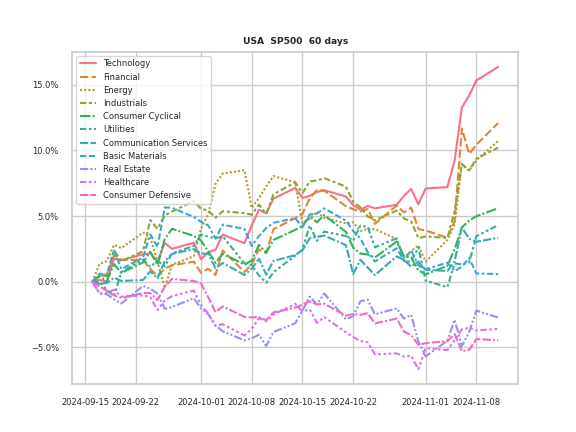 USA  SP500  60 days
Technology
Financial
Energy
Industrials
Consumer Cyclical
Utilities
Communication Services
Basic Materials
Real Estate
Healthcare
Consumer Defensive
15.0%
10.0%
5.0%
0.0%
−5.0%
2024-09-15 2024-09-22 2024-10-01 2024-10-08 2024-10-15 2024-10-22 2024-11-01 2024-11-08